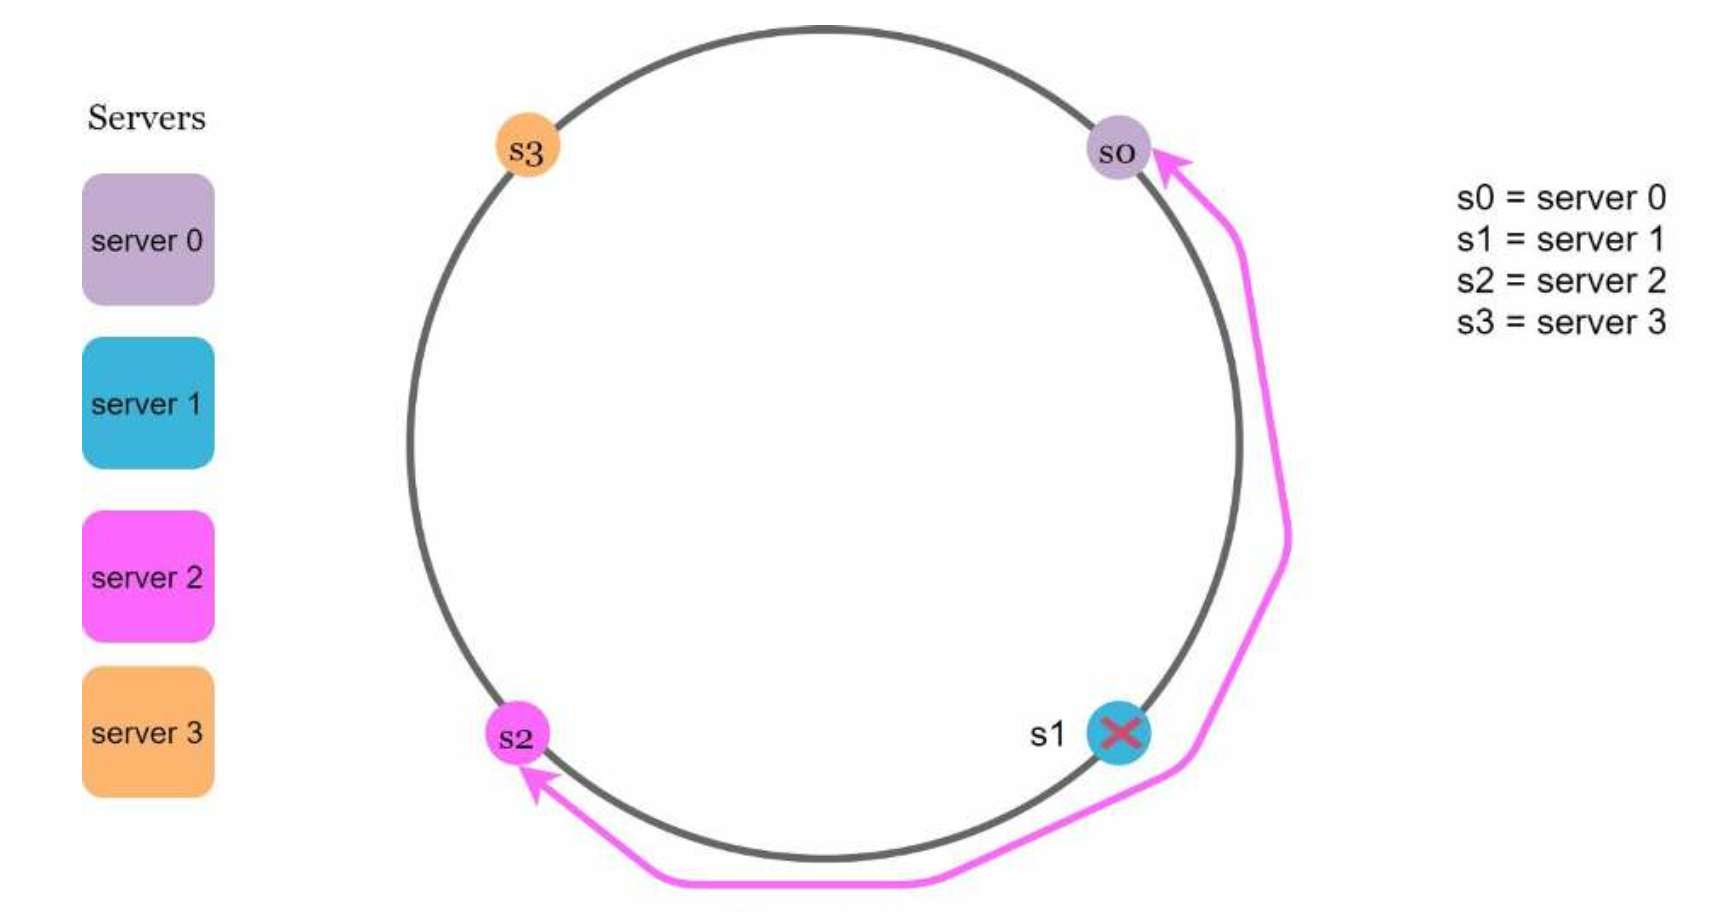 Servers
server 0
server 1
server 2
server 3
s3
s0
s2
s1
s0 = server 0
s1 = server 1
s2 = server 2
s3 = server 3